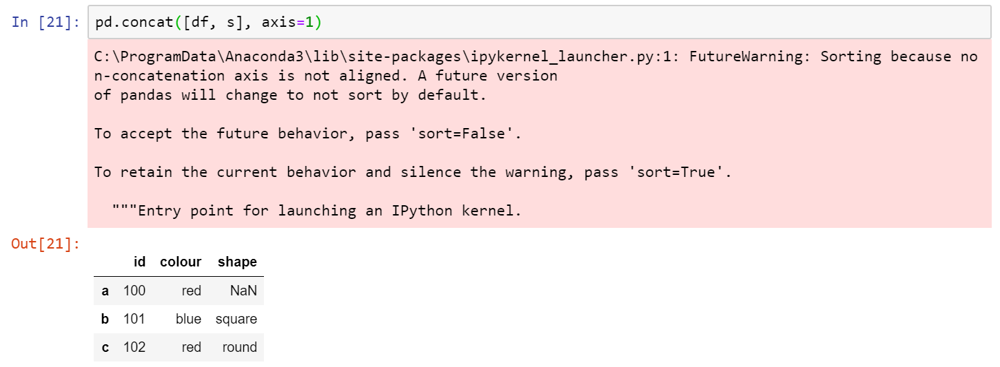 In [21]: pd.concat([df, s], axis=1)
C:\ProgramData\Anaconda3\lib\site-packages\ipykernel_launcher.py:1: FutureWarning: Sorting because no
n-concatenation axis is not aligned. A future version
of pandas will change to not sort by default.
To accept the future behavior, pass 'sort=False'.
To retain the current behavior and silence the warning, pass 'sort=True'.
"""Entry point for launching an IPython kernel.
Out[21]:
id colour shape
a 100 red NaN
b 101 blue square
c 102 red round